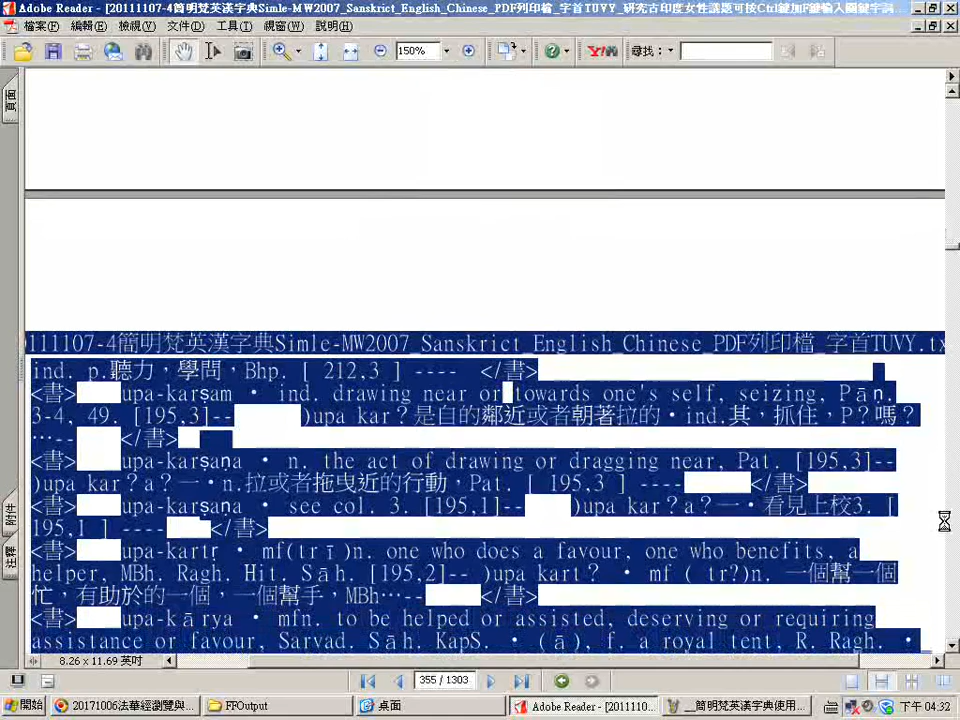 Adobe Reader - [20111107-4簡明梵英漢字典Simle-MW2007_Sanskrict_English_Chinese_PDF列印檔_字首TUVY_研究古印度女性議題可按Ctrl鍵加F鍵輸入關鍵字詞...
檔案(F) 編輯(E) 檢視(V) 文件(D) 工具(T) 視窗(W) 說明(H)
150% Y! 尋找:
頁面
111107-4簡明梵英漢字典Simle-MW2007_Sanskrict_English_Chinese_PDF列印檔_字首TUVY.tx
ind. p.聽力，學問，Bhp. [ 212,3 ] ---- </書>
<書> upa-karṣam • ind. drawing near or towards one's self, seizing, Pāṇ.
3-4, 49. [195,3]-- )upa kar？是自的鄰近或者朝著拉的•ind.其，抓住，P？嗎？
…-- </書>
<書> upa-karṣaṇa • n. the act of drawing or dragging near, Pat. [195,3]--
)upa kar？a？一•n.拉或者拖曳近的行動，Pat. [ 195,3 ] ---- </書>
<書> upa-karṣaṇa • see col. 3. [195,1]-- )upa kar？a？一•看見上校3. [
195,1 ] ---- </書>
<書> upa-kartṛ • mf(trī)n. one who does a favour, one who benefits, a
helper, MBh. Ragh. Hit. Sāh. [195,2]-- )upa kart？ • mf ( tr?)n. 一個幫一個
忙，有助於的一個，一個幫手，MBh…-- </書>
<書> upa-kārya • mfn. to be helped or assisted, deserving or requiring
assistance or favour, Sarvad. Sāh. KapS. • (ā), f. a royal tent, R. Ragh. •
附件
注釋
8.26 x 11.69 英吋
355 / 1303
開始 20171006法華經瀏覽與... FFOutput 桌面 Adobe Reader - [2011110... __簡明梵英字典使用... 下午 04:32